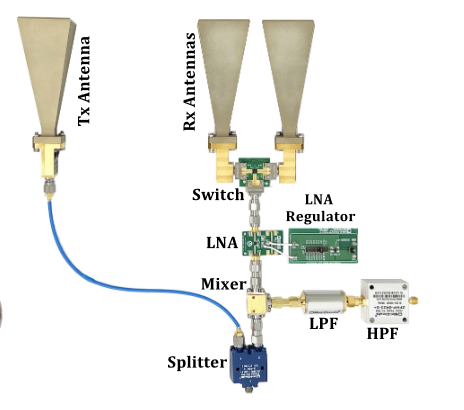 Tx Antenna
Rx Antennas
Switch
LNA
Regulator
LNA
Mixer
LPF
HPF
Splitter